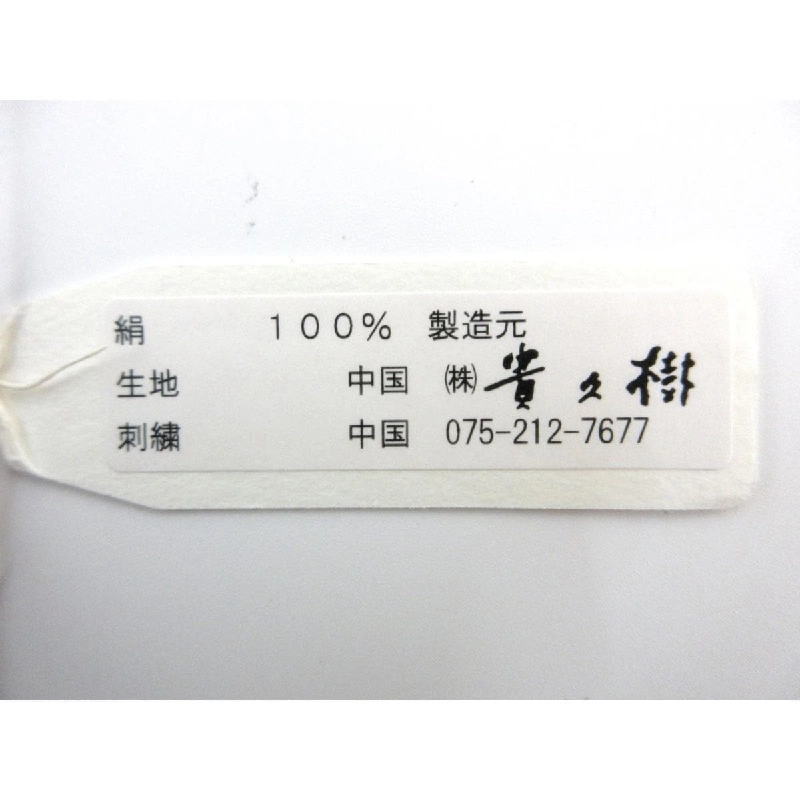 絹 １００％ 製造元
生地 中国 ㈱貴久樹
刺繍 中国 075-212-7677